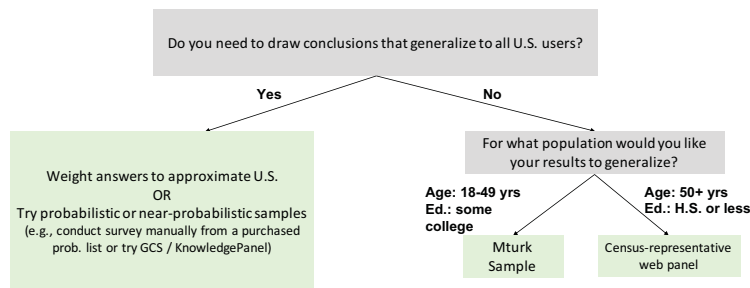 Do you need to draw conclusions that generalize to all U.S. users?
Yes
No
Weight answers to approximate U.S.
OR
Try probabilistic or near-probabilistic samples
(e.g., conduct survey manually from a purchased
prob. list or try GCS / KnowledgePanel)
For what population would you like
your results to generalize?
Age: 18-49 yrs
Ed.: some
college
Age: 50+ yrs
Ed.: H.S. or less
Mturk
Sample
Census-representative
web panel